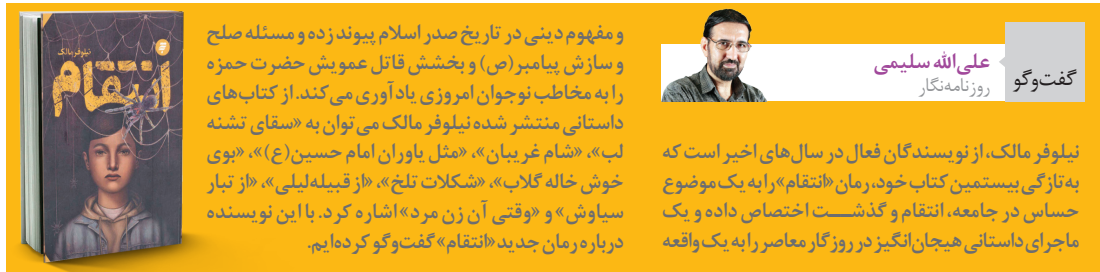 گفت‌وگو
علی‌الله سلیمی
روزنامه‌نگار
نیلوفر مالک، از نویسندگان فعال در سال‌های اخیر است که
به‌تازگی بیستمین کتاب خود، رمان «انتقام» را به یک موضوع
حساس در جامعه، انتقام و گذشت اختصاص داده و یک
ماجرای داستانی هیجان‌انگیز در روزگار معاصر را به یک واقعه
و مفهوم دینی در تاریخ صدر اسلام پیوند زده و مسئله صلح
و سازش پیامبر(ص) و بخشش قاتل عمویش حضرت حمزه
را به مخاطب نوجوان امروزی یادآوری می‌کند. از کتاب‌های
داستانی منتشر شده نیلوفر مالک می‌توان به «سقای تشنه
لب»، «شام غریبان»، «مثل یاوران امام حسین(ع)»، «بوی
خوش خاله گلاب»، «شکلات تلخ»، «از قبیله‌لیلی»، «از تبار
سیاوش» و «وقتی آن زن مرد» اشاره کرد. با این نویسنده
درباره رمان جدید «انتقام» گفت‌وگو کرده‌ایم.
نیلوفر مالک
انتقام